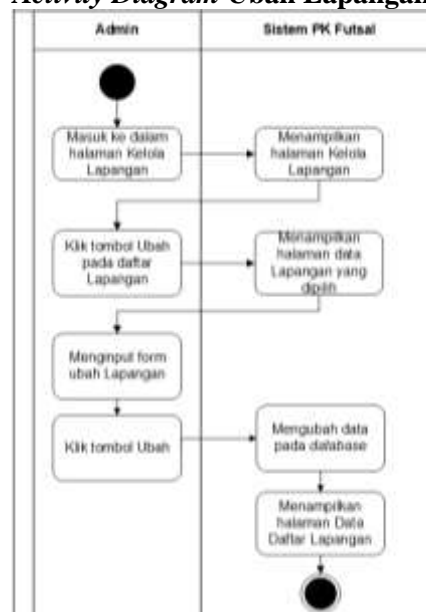 Activity Diagram Ubah Lapangan
Admin
Sistem PK Futsal
Masuk ke dalam
halaman Kelola
Lapangan
Menampilkan
halaman Kelola
Lapangan
Klik tombol Ubah
pada daftar
Lapangan
Menampilkan
halaman data
Lapangan yang
dipilih
Menginput form
ubah Lapangan
Klik tombol Ubah
Mengubah data
pada database
Menampilkan
halaman Data
Daftar Lapangan